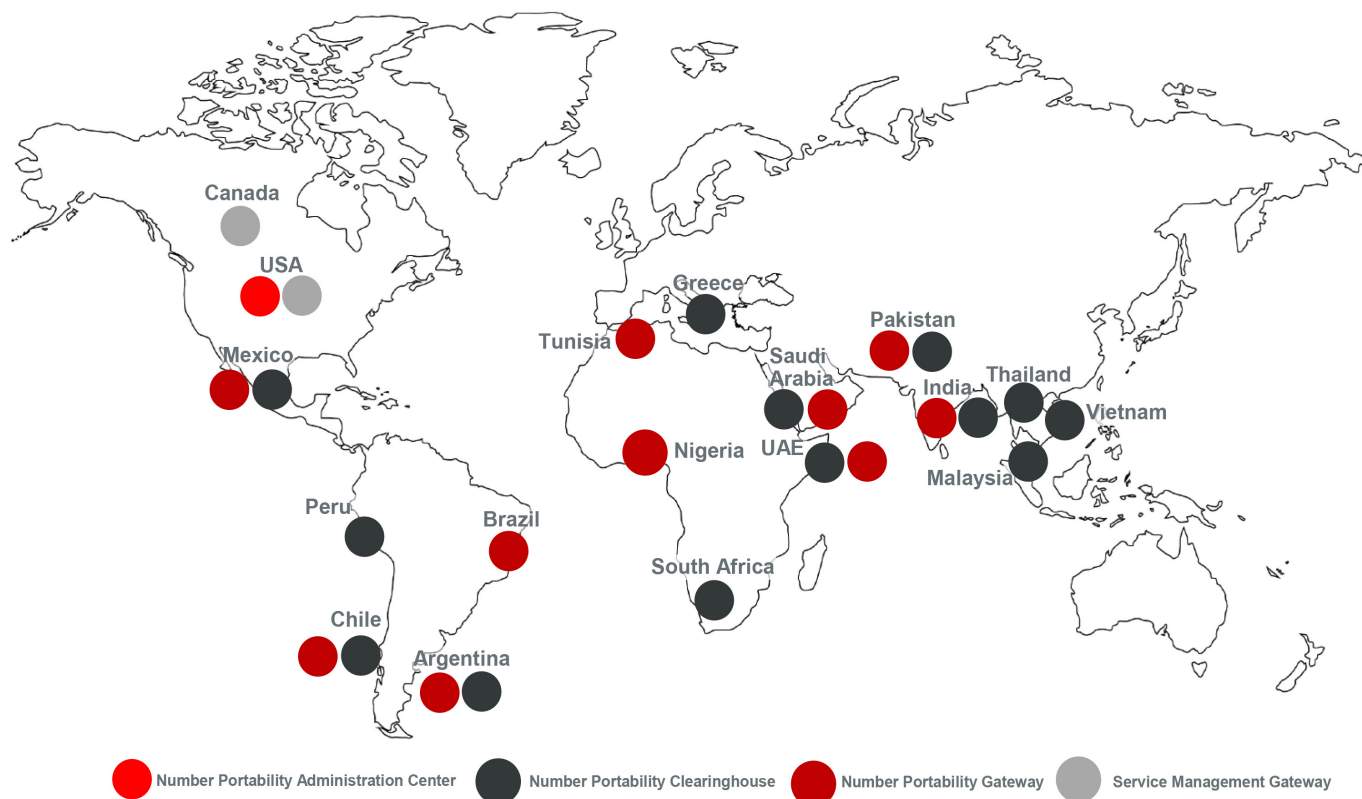 Canada
USA
Mexico
Greece
Tunisia
Pakistan
Saudi
Arabia
India
Thailand
Vietnam
Nigeria
UAE
Malaysia
Peru
Brazil
South Africa
Chile
Argentina
Number Portability Administration Center
Number Portability Clearinghouse
Number Portability Gateway
Service Management Gateway